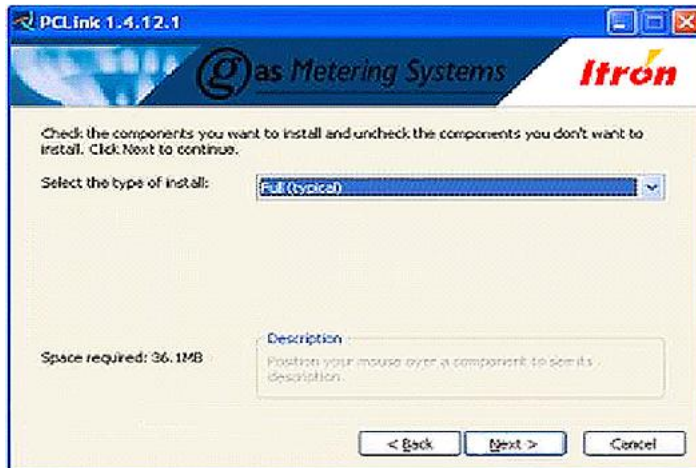 PCLink 1.4.12.1
gas Metering Systems
Itron
Check the components you want to install and uncheck the components you don't want to
install. Click Next to continue.
Select the type of install:
Full (typical)
Space required: 36.1MB
Description
Position your mouse over a component to see its
description.
< Back
Next >
Cancel